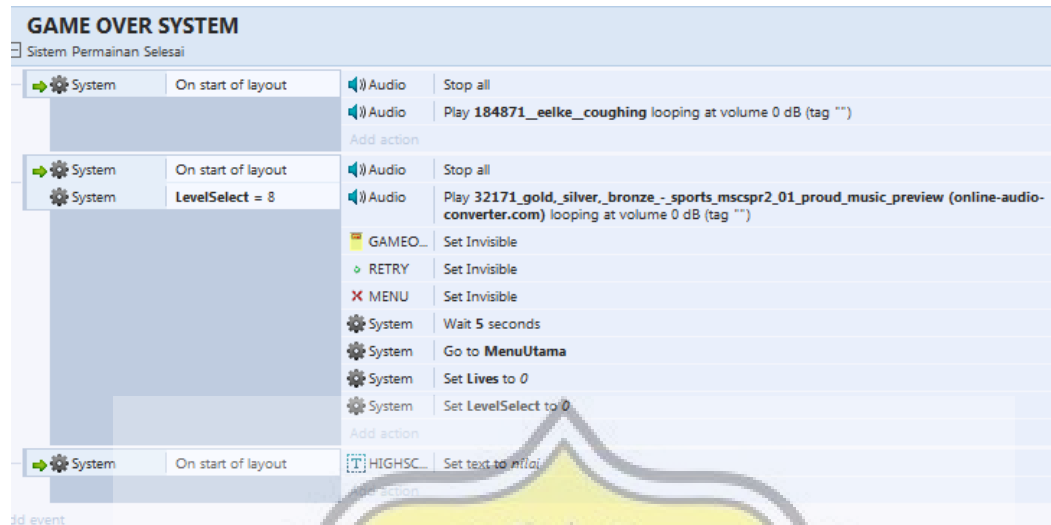 GAME OVER SYSTEM
Sistem Permainan Selesai
System On start of layout Audio Stop all
Audio Play 184871__eelke__coughing looping at volume 0 dB (tag "")
Add action
System On start of layout Audio Stop all
System LevelSelect = 8 Audio Play 32171_gold,_silver,_bronze_-_sports_mscspr2_01_proud_music_preview (online-audio-
converter.com) looping at volume 0 dB (tag "")
GAMEO... Set Invisible
RETRY Set Invisible
MENU Set Invisible
System Wait 5 seconds
System Go to MenuUtama
System Set Lives to 0
System Set LevelSelect to 0
Add action
System On start of layout T HIGHSC... Set text to nilai
Add action
dd event